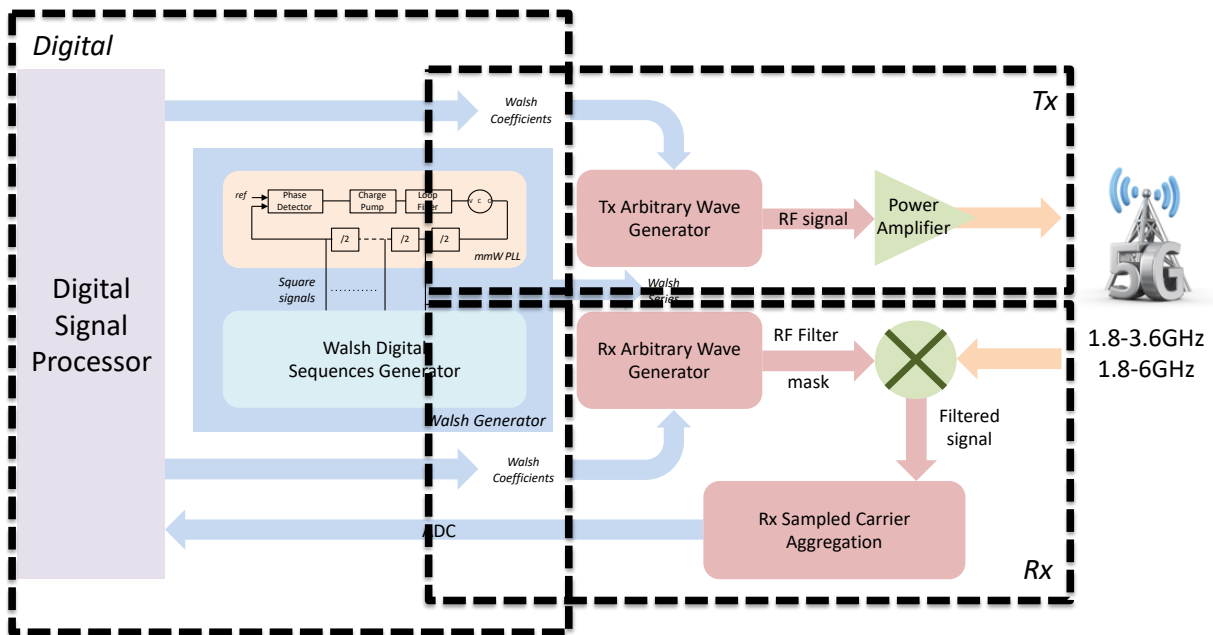 Digital
Tx
Walsh
Coefficients
ref
Phase
Detector
Charge
Pump
Loop
Filter
V C O
/2
/2
/2
mmW PLL
Square
signals
Tx Arbitrary Wave
Generator
RF signal
Power
Amplifier
5G
Walsh
Series
Digital
Signal
Processor
Walsh Digital
Sequences Generator
Walsh Generator
Rx Arbitrary Wave
Generator
RF Filter
mask
1.8-3.6GHz
1.8-6GHz
Filtered
signal
Walsh
Coefficients
ADC
Rx Sampled Carrier
Aggregation
Rx